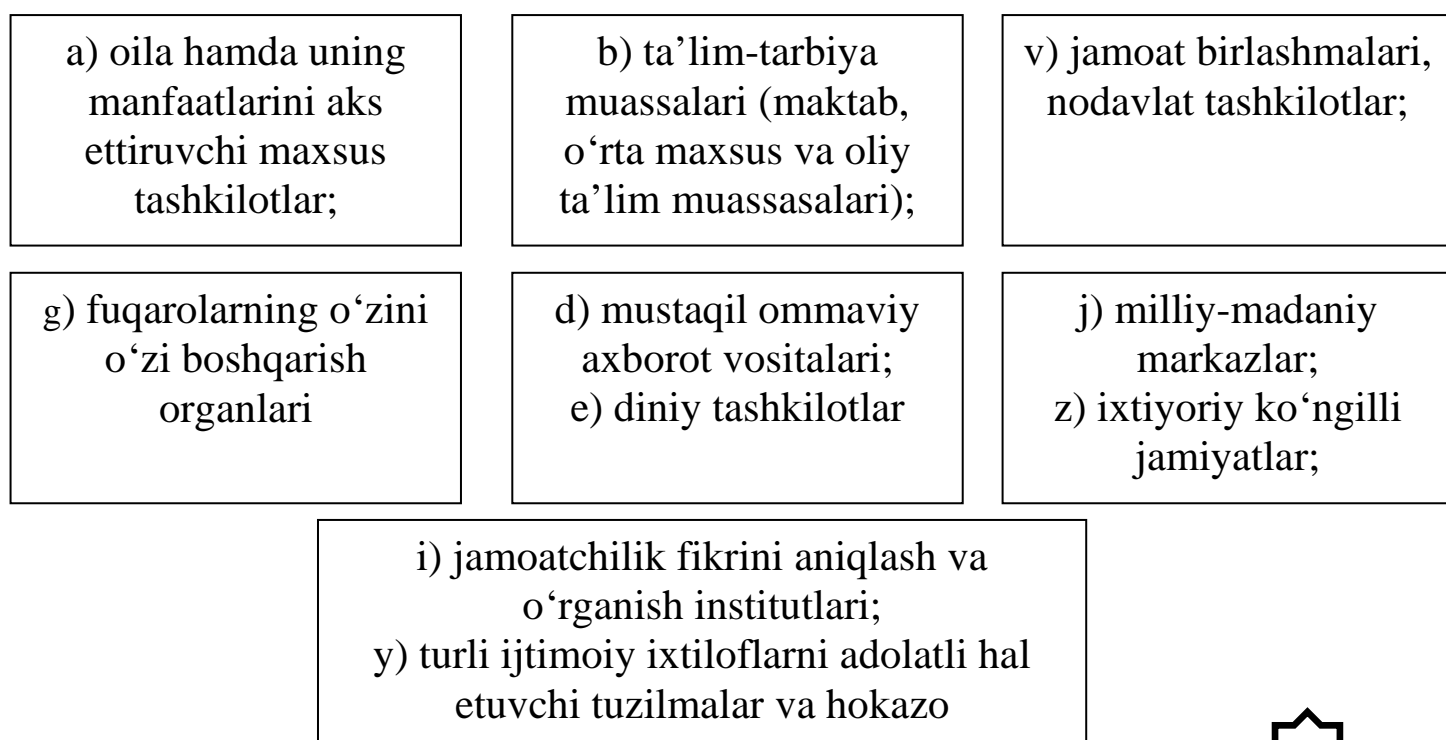 a) oila hamda uning
manfaatlarini aks
ettiruvchi maxsus
tashkilotlar;
b) ta’lim-tarbiya
muassalari (maktab,
o‘rta maxsus va oliy
ta’lim muassasalari);
v) jamoat birlashmalari,
nodavlat tashkilotlar;
g) fuqarolarning o‘zini
o‘zi boshqarish
organlari
d) mustaqil ommaviy
axborot vositalari;
e) diniy tashkilotlar
j) milliy-madaniy
markazlar;
z) ixtiyoriy ko‘ngilli
jamiyatlar;
i) jamoatchilik fikrini aniqlash va
o‘rganish institutlari;
y) turli ijtimoiy ixtiloflarni adolatli hal
etuvchi tuzilmalar va hokazo